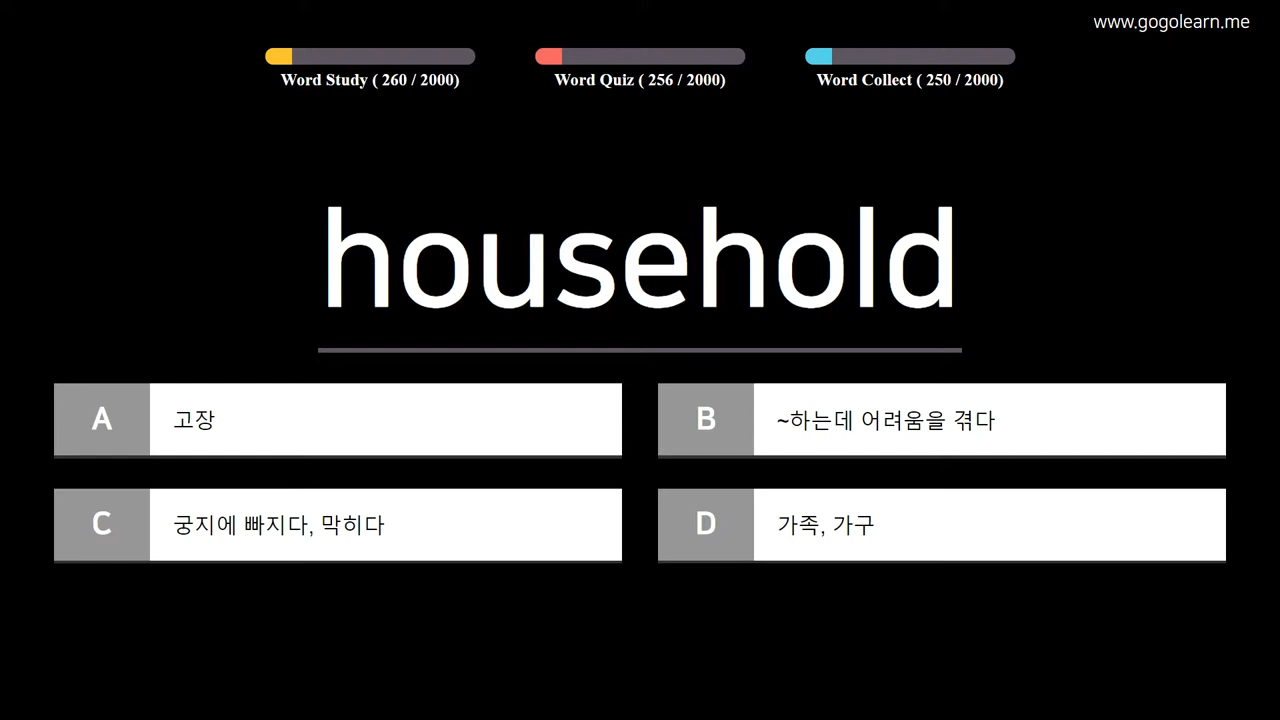 www.gogolearn.me
Word Study ( 260 / 2000)
Word Quiz ( 256 / 2000)
Word Collect ( 250 / 2000)
household
A 고장
B ~하는데 어려움을 겪다
C 궁지에 빠지다, 막히다
D 가족, 가구